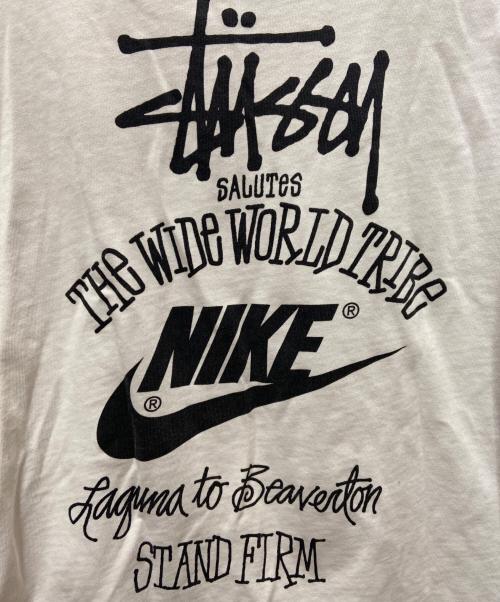 Stüssy
SALUTES
THE WIDE WORLD TRIBE
NIKE®
®
Laguna to Beaverton
STAND FIRM